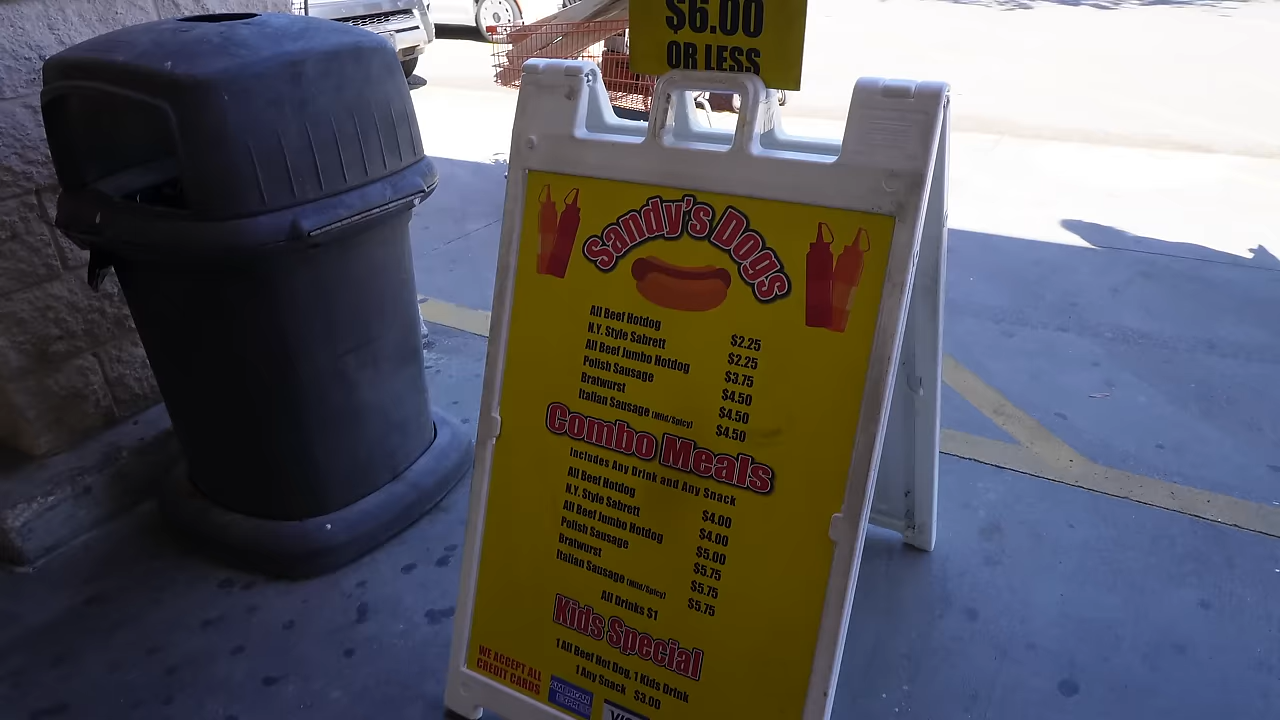 $6.00
OR LESS
Sandy's Dogs
All Beef Hotdog $2.25
N.Y. Style Sabrett $2.25
All Beef Jumbo Hotdog $3.75
Polish Sausage $4.50
Bratwurst $4.50
Italian Sausage (Mild/Spicy) $4.50
Combo Meals
Includes Any Drink and Any Snack
All Beef Hotdog $4.00
N.Y. Style Sabrett $4.00
All Beef Jumbo Hotdog $5.00
Polish Sausage $5.75
Bratwurst $5.75
Italian Sausage (Mild/Spicy) $5.75
All Drinks $1
Kids Special
1 All Beef Hot Dog, 1 Kids Drink
1 Any Snack $3.00
WE ACCEPT ALL
CREDIT CARDS
AMERICAN
EXPRESS